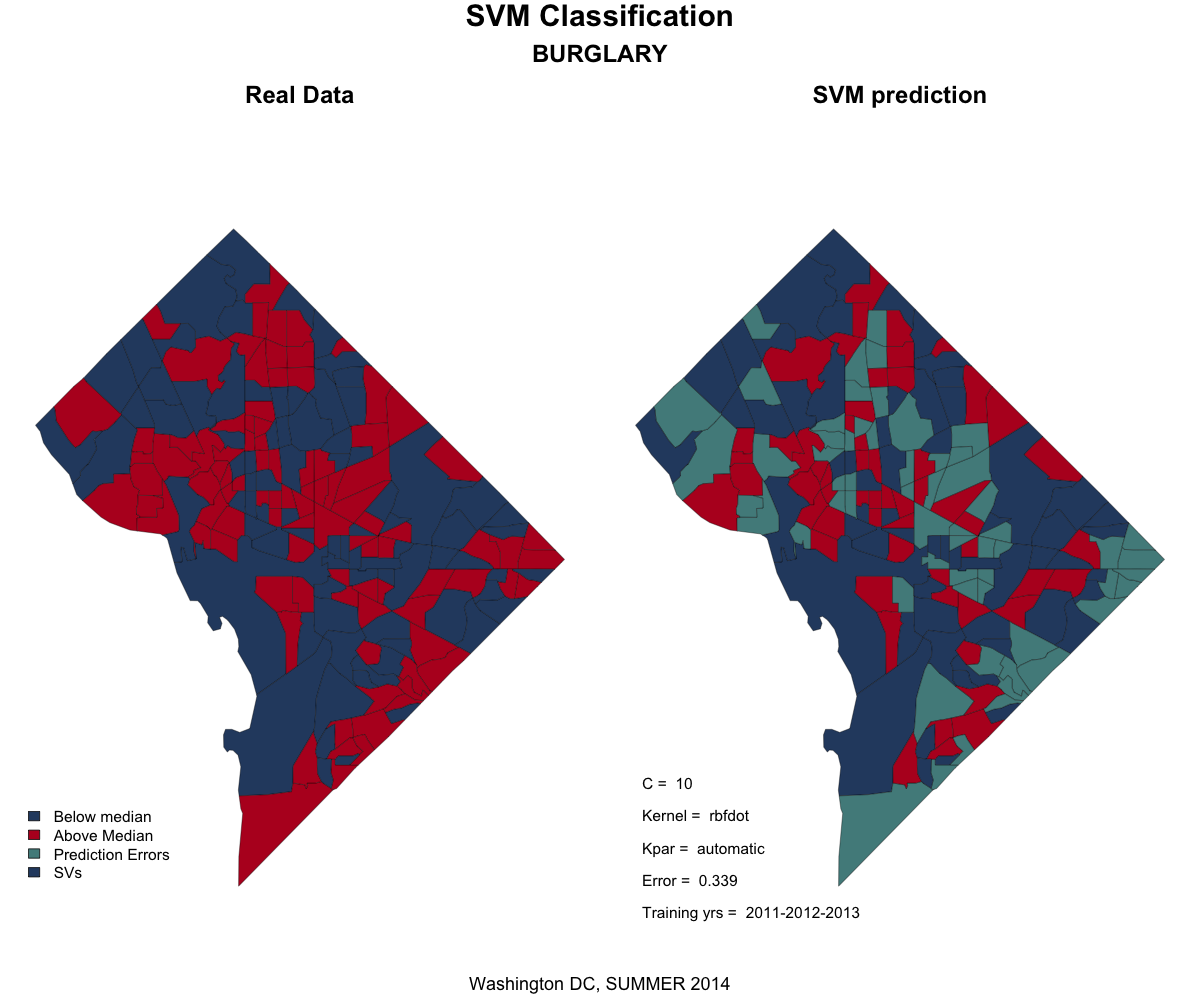 SVM Classification
BURGLARY
Real Data
SVM prediction
Below median
Above Median
Prediction Errors
SVs
C =  10
Kernel =  rbfdot
Kpar =  automatic
Error =  0.339
Training yrs =  2011-2012-2013
Washington DC, SUMMER 2014